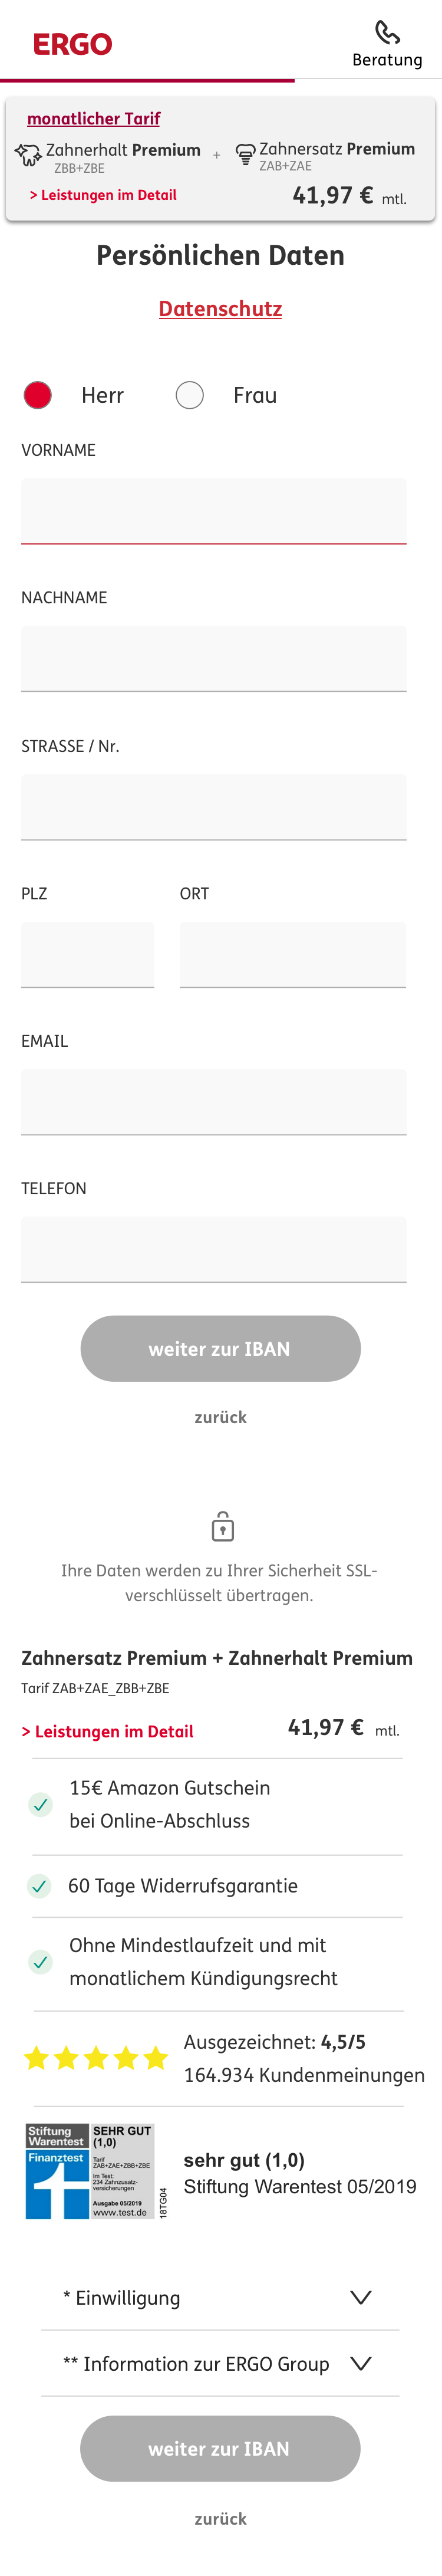 ERGO
Beratung
monatlicher Tarif
Zahnerhalt Premium + Zahnersatz Premium
ZBB+ZBE ZAB+ZAE
> Leistungen im Detail 41,97 € mtl.
Persönlichen Daten
Datenschutz
Herr Frau
VORNAME
NACHNAME
STRASSE / Nr.
PLZ ORT
EMAIL
TELEFON
weiter zur IBAN
zurück
Ihre Daten werden zu Ihrer Sicherheit SSL-
verschlüsselt übertragen.
Zahnersatz Premium + Zahnerhalt Premium
Tarif ZAB+ZAE_ZBB+ZBE
> Leistungen im Detail 41,97 € mtl.
15€ Amazon Gutschein
bei Online-Abschluss
60 Tage Widerrufsgarantie
Ohne Mindestlaufzeit und mit
monatlichem Kündigungsrecht
Ausgezeichnet: 4,5/5
164.934 Kundenmeinungen
Stiftung
Warentest
Finanztest
SEHR GUT
(1,0)
Tarif
ZAB+ZAE+ZBB+ZBE
Im Test:
234 Zahnzusatz-
versicherungen
Ausgabe 05/2019
www.test.de
18TG04
sehr gut (1,0)
Stiftung Warentest 05/2019
* Einwilligung
** Information zur ERGO Group
weiter zur IBAN
zurück